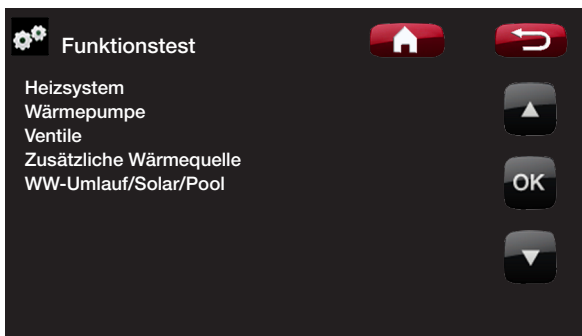 Funktionstest
Heizsystem
Wärmepumpe
Ventile
Zusätzliche Wärmequelle
WW-Umlauf/Solar/Pool
OK